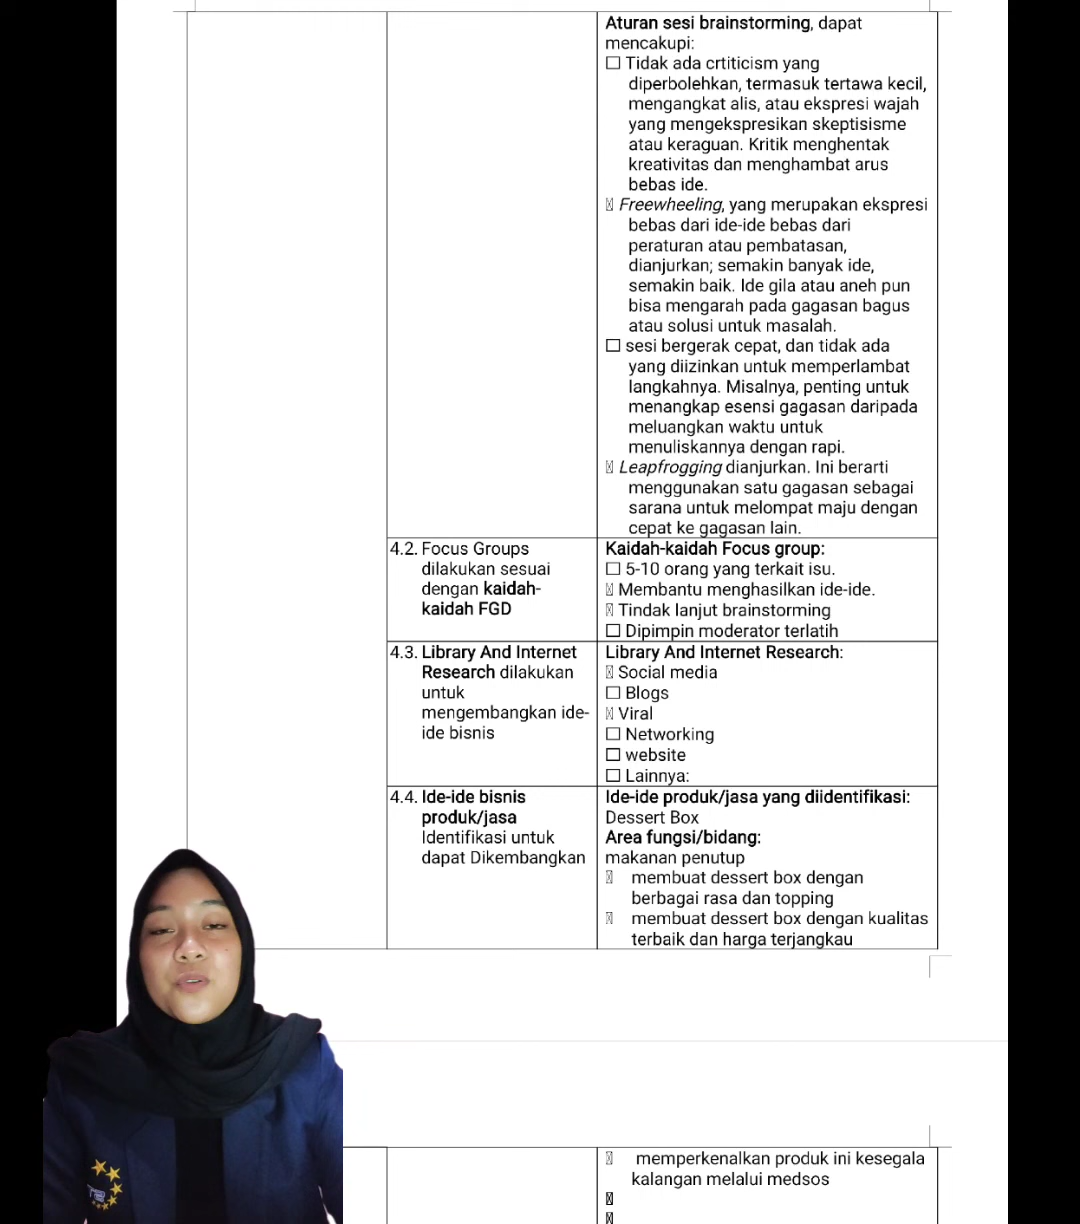 Aturan sesi brainstorming, dapat
mencakupi:
☐ Tidak ada crtiticism yang
diperbolehkan, termasuk tertawa kecil,
mengangkat alis, atau ekspresi wajah
yang mengekspresikan skeptisisme
atau keraguan. Kritik menghentak
kreativitas dan menghambat arus
bebas ide.
Freewheeling, yang merupakan ekspresi
bebas dari ide-ide bebas dari
peraturan atau pembatasan,
dianjurkan; semakin banyak ide,
semakin baik. Ide gila atau aneh pun
bisa mengarah pada gagasan bagus
atau solusi untuk masalah.
☐ sesi bergerak cepat, dan tidak ada
yang diizinkan untuk memperlambat
langkahnya. Misalnya, penting untuk
menangkap esensi gagasan daripada
meluangkan waktu untuk
menuliskannya dengan rapi.
Leapfrogging dianjurkan. Ini berarti
menggunakan satu gagasan sebagai
sarana untuk melompat maju dengan
cepat ke gagasan lain.
4.2. Focus Groups
dilakukan sesuai
dengan kaidah-
kaidah FGD
Kaidah-kaidah Focus group:
☐ 5-10 orang yang terkait isu.
Membantu menghasilkan ide-ide.
Tindak lanjut brainstorming
☐ Dipimpin moderator terlatih
4.3. Library And Internet
Research dilakukan
untuk
mengembangkan ide-
ide bisnis
Library And Internet Research:
Social media
☐ Blogs
Viral
☐ Networking
☐ website
☐ Lainnya:
4.4. Ide-ide bisnis
produk/jasa
Identifikasi untuk
dapat Dikembangkan
Ide-ide produk/jasa yang diidentifikasi:
Dessert Box
Area fungsi/bidang:
makanan penutup
membuat dessert box dengan
berbagai rasa dan topping
membuat dessert box dengan kualitas
terbaik dan harga terjangkau
memperkenalkan produk ini kesegala
kalangan melalui medsos